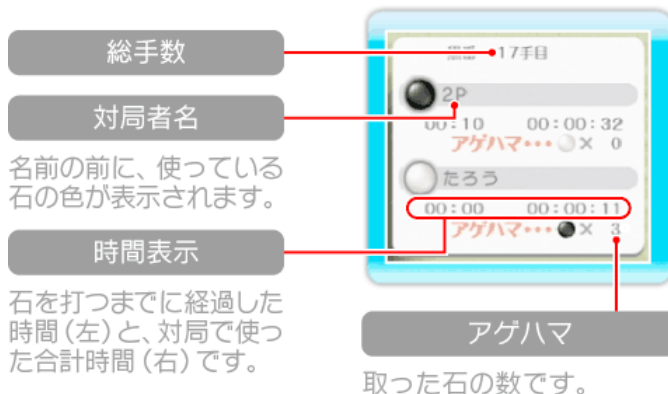 総手数
対局者名
名前の前に、使っている
石の色が表示されます。
時間表示
石を打つまでに経過した
時間(左)と、対局で使っ
た合計時間(右)です。
17手目
2P
00:10 00:00:32
アゲハマ・・・ × 0
たろう
00:00 00:00:11
アゲハマ・・・ × 3
アゲハマ
取った石の数です。